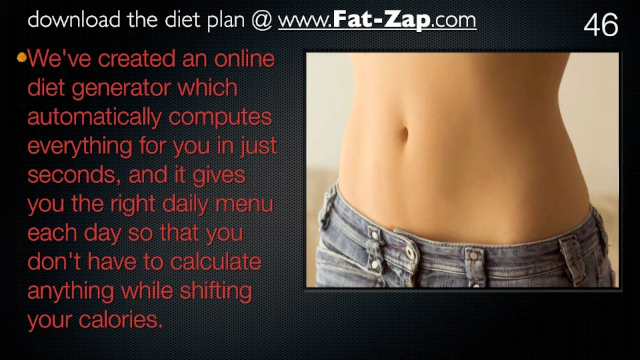 download the diet plan @ www.Fat-Zap.com
46
We've created an online
diet generator which
automatically computes
everything for you in just
seconds, and it gives
you the right daily menu
each day so that you
don't have to calculate
anything while shifting
your calories.